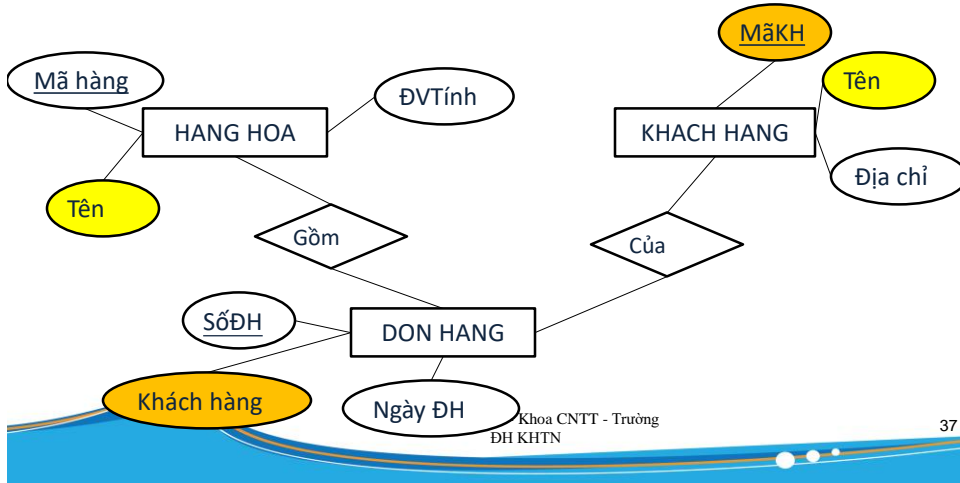 MãKH
Mã hàng
ĐVTính
Tên
HANG HOA
KHACH HANG
Địa chỉ
Tên
Gồm
Của
SốĐH
DON HANG
Khách hàng
Ngày ĐH
Khoa CNTT - Trường
ĐH KHTN
37